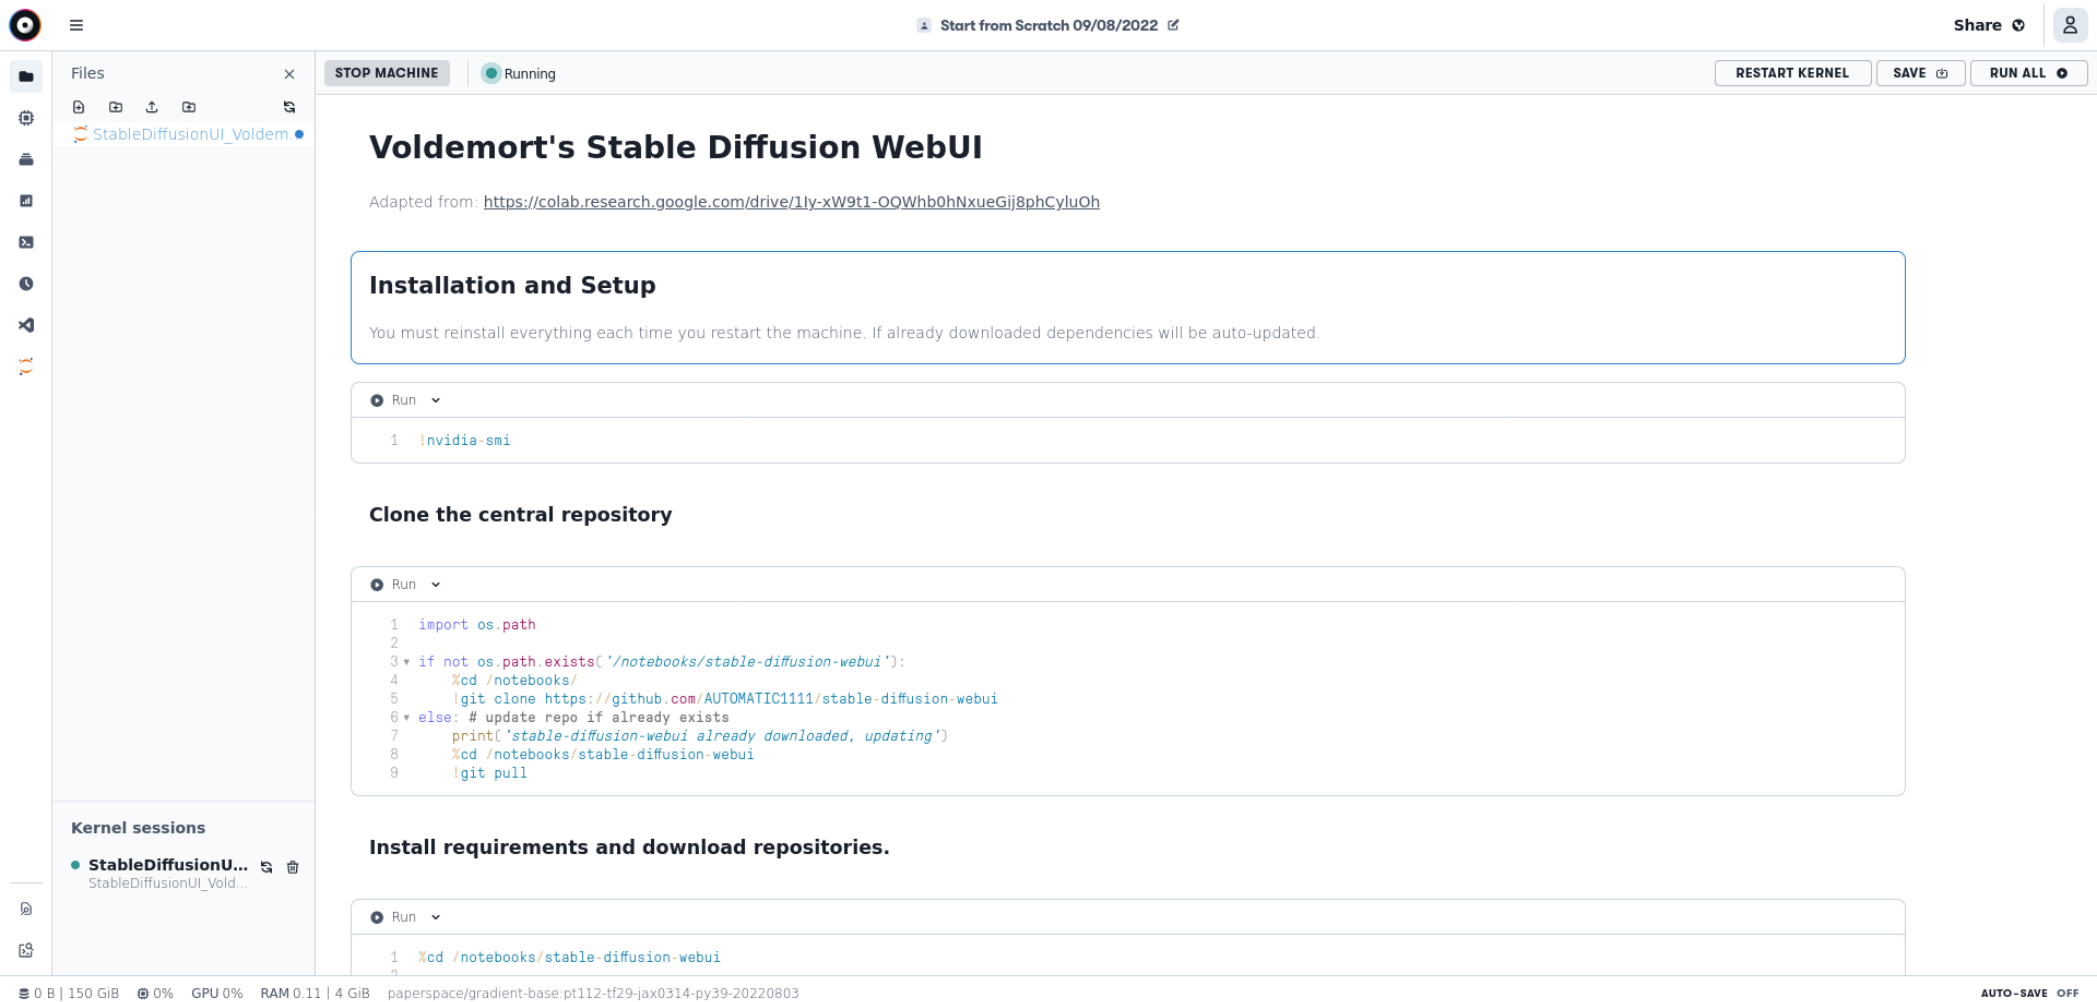 Start from Scratch 09/08/2022
Share
Files
STOP MACHINE
Running
RESTART KERNEL
SAVE
RUN ALL
StableDiffusionUI_Voldem.
Voldemort's Stable Diffusion WebUI
Adapted from: https://colab.research.google.com/drive/1Iy-xW9t1-OQWhb0hNxueGij8phCyluOh
Installation and Setup
You must reinstall everything each time you restart the machine. If already downloaded dependencies will be auto-updated.
Run
1 !nvidia-smi
Clone the central repository
Run
1 import os.path
2
3 if not os.path.exists('/notebooks/stable-diffusion-webui'):
4 %cd /notebooks/
5 !git clone https://github.com/AUTOMATIC1111/stable-diffusion-webui
6 else: # update repo if already exists
7 print('stable-diffusion-webui already downloaded, updating')
8 %cd /notebooks/stable-diffusion-webui
9 !git pull
Install requirements and download repositories.
Run
1 %cd /notebooks/stable-diffusion-webui
2
Kernel sessions
StableDiffusionU...
StableDiffusionUI_Vold...
0 B | 150 GiB 0% GPU 0% RAM 0.11 | 4 GiB paperspace/gradient-base:pt112-tf29-jax0314-py39-20220803
AUTO-SAVE OFF